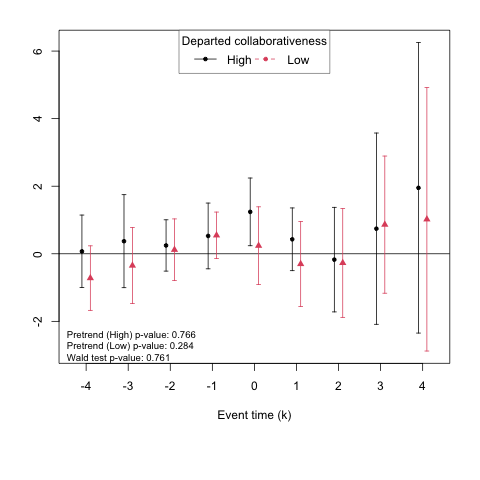 Departed collaborativeness
High Low
6
4
2
0
-2
Pretrend (High) p-value: 0.766
Pretrend (Low) p-value: 0.284
Wald test p-value: 0.761
-4 -3 -2 -1 0 1 2 3 4
Event time (k)